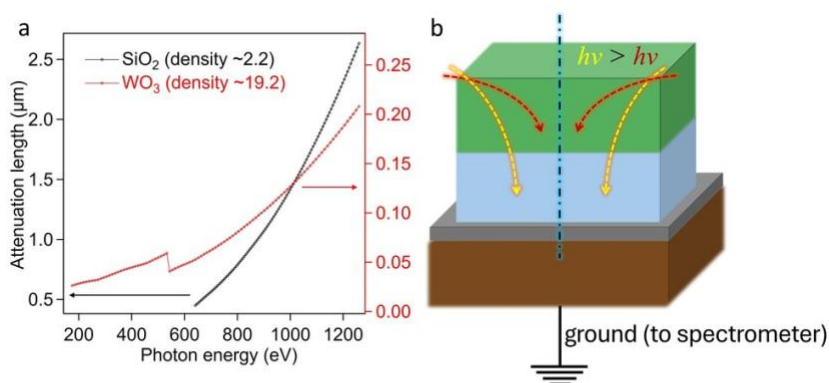 a
SiO₂ (density ~2.2)
WO₃ (density ~19.2)
Attenuation length (μm)
2.5
2.0
1.5
1.0
0.5
0.25
0.20
0.15
0.10
0.05
0.00
200 400 600 800 1000 1200
Photon energy (eV)
b
hν > hν
ground (to spectrometer)